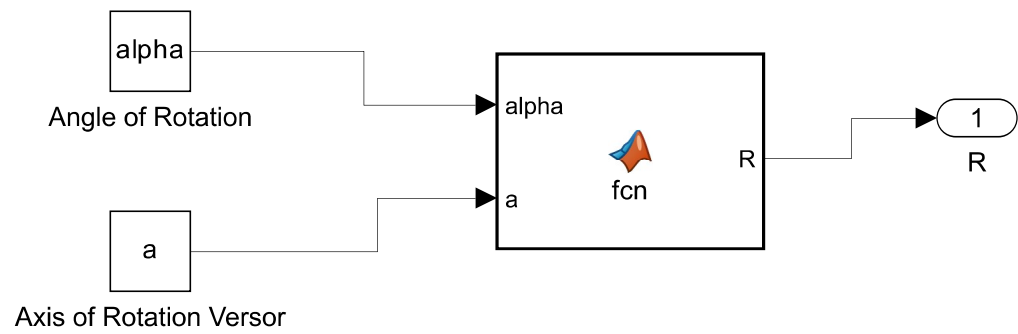 alpha
Angle of Rotation
alpha
a
fcn
R
1
R
a
Axis of Rotation Versor